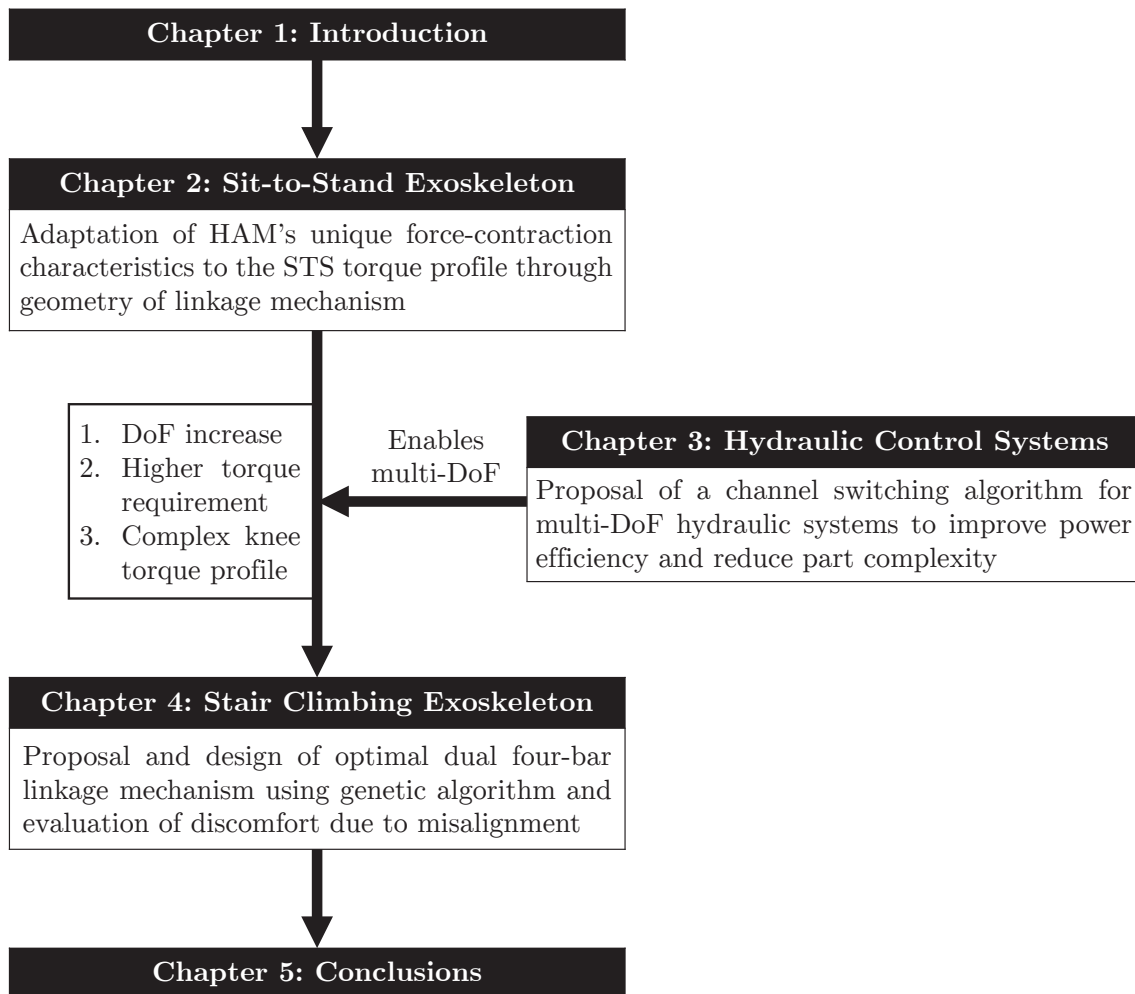 Chapter 1: Introduction
Chapter 2: Sit-to-Stand Exoskeleton
Adaptation of HAM's unique force-contraction
characteristics to the STS torque profile through
geometry of linkage mechanism
1. DoF increase
2. Higher torque
requirement
3. Complex knee
torque profile
Enables
multi-DoF
Chapter 3: Hydraulic Control Systems
Proposal of a channel switching algorithm for
multi-DoF hydraulic systems to improve power
efficiency and reduce part complexity
Chapter 4: Stair Climbing Exoskeleton
Proposal and design of optimal dual four-bar
linkage mechanism using genetic algorithm and
evaluation of discomfort due to misalignment
Chapter 5: Conclusions